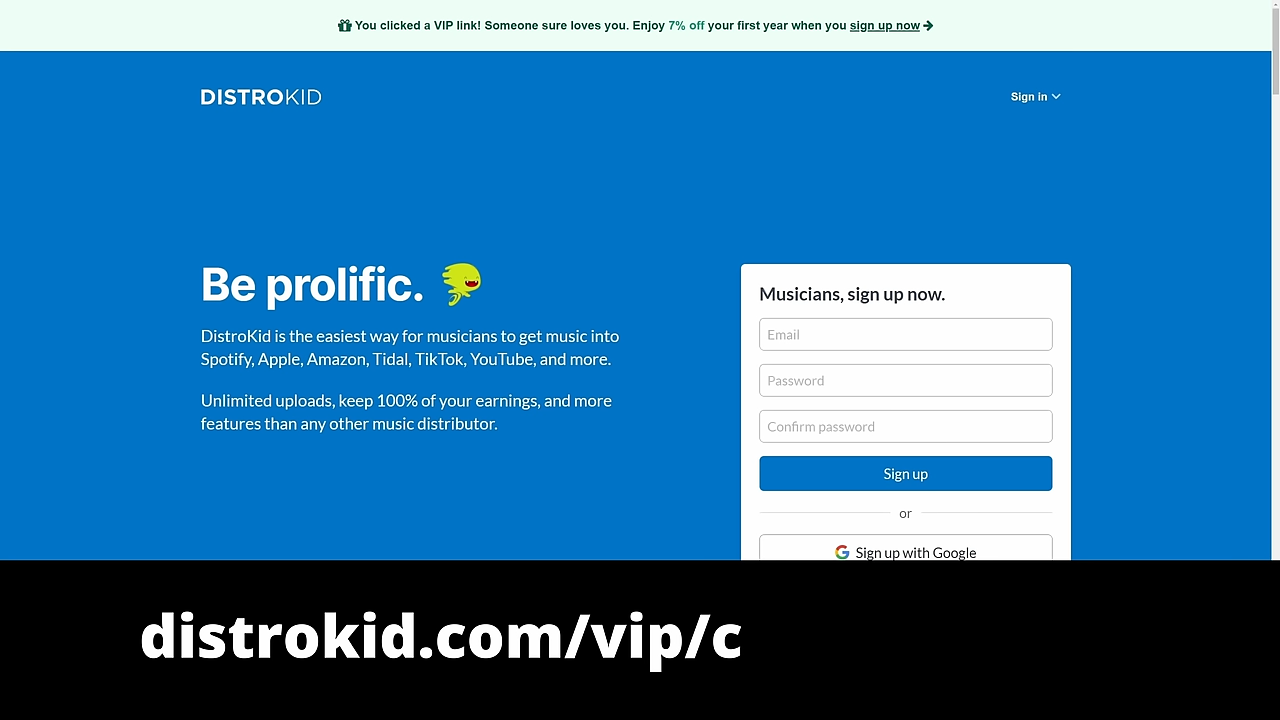 You clicked a VIP link! Someone sure loves you. Enjoy 7% off your first year when you sign up now
DISTROKID
Sign in
Be prolific.
DistroKid is the easiest way for musicians to get music into
Spotify, Apple, Amazon, Tidal, TikTok, YouTube, and more.
Unlimited uploads, keep 100% of your earnings, and more
features than any other music distributor.
Musicians, sign up now.
Email
Password
Confirm password
Sign up
or
Sign up with Google
distrokid.com/vip/c